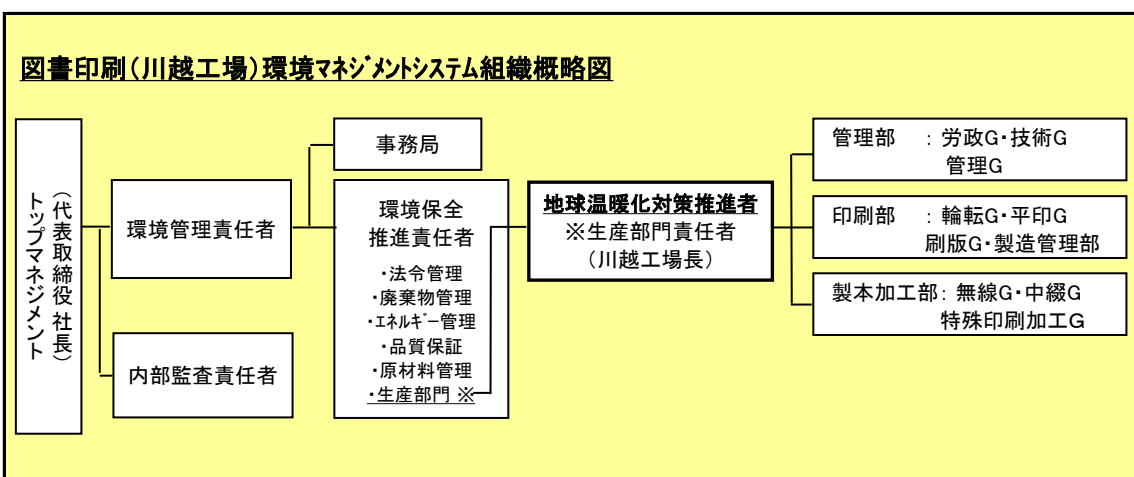 図書印刷(川越工場)環境マネジメントシステム組織概略図
トップマネジメント
(代表取締役 社長)
環境管理責任者
内部監査責任者
事務局
環境保全
推進責任者
・法令管理
・廃棄物管理
・エネルギー管理
・品質保証
・原材料管理
・生産部門 ※
地球温暖化対策推進者
※生産部門責任者
(川越工場長)
管理部 : 労政G・技術G
管理G
印刷部 : 輪転G・平印G
刷版G・製造管理部
製本加工部: 無線G・中綴G
特殊印刷加工G